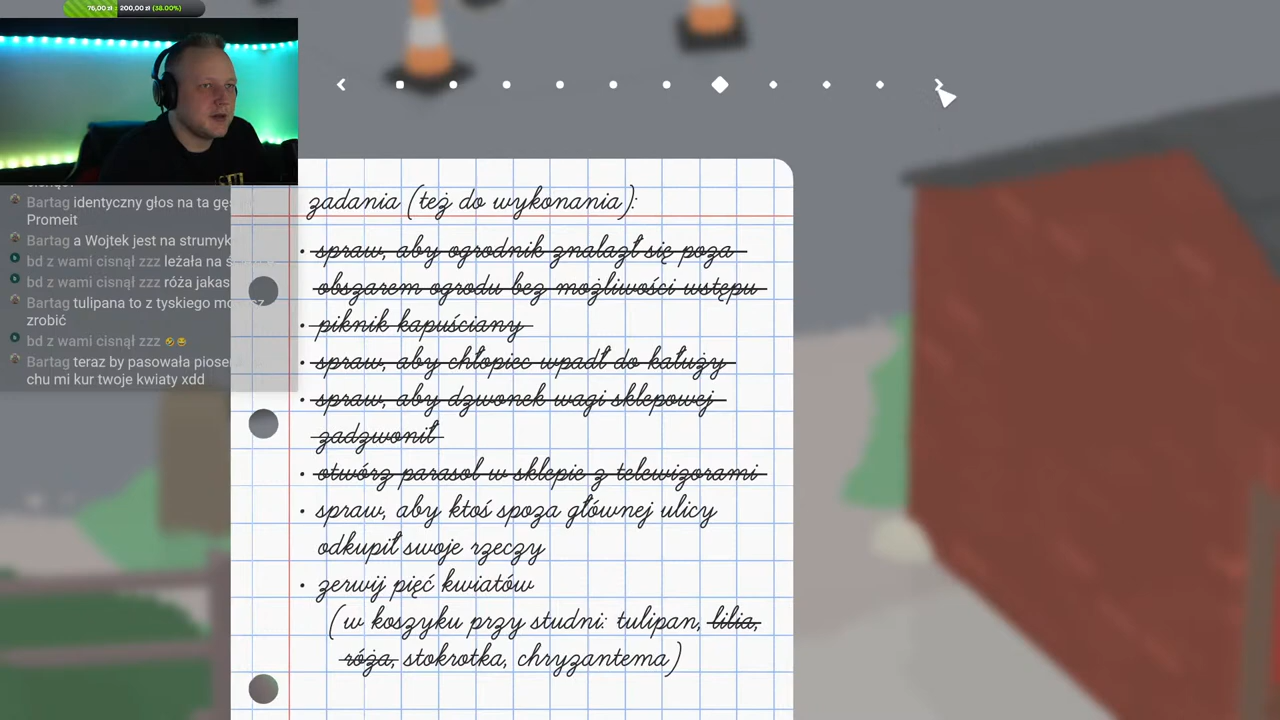 76,00 zł : 200,00 zł (38.00%)
Bartag identyczny głos na ta gę
Promeit
Bartag a Wojtek jest na strumyk
bd z wami cisnął zzz leżała na
bd z wami cisnął zzz róża jakas
Bartag tulipana to z tyskiego
zrobić
bd z wami cisnął zzz 🤣😂
Bartag teraz by pasowała piose
chu mi kur twoje kwiaty xdd
zadania (też do wykonania):
• spraw, aby ogrodnik znalazł się poza
obszarem ogrodu bez możliwości wstępu
• piknik kapuściany
• spraw, aby chłopiec wpadł do kałuży
• spraw, aby dzwonek wagi sklepowej
zadzwonił
• otwórz parasol w sklepie z telewizorami
• spraw, aby ktoś spoza głównej ulicy
odkupił swoje rzeczy
• zerwij pięć kwiatów
(w koszyku przy studni: tulipan, lilia,
róża, stokrotka, chryzantema)